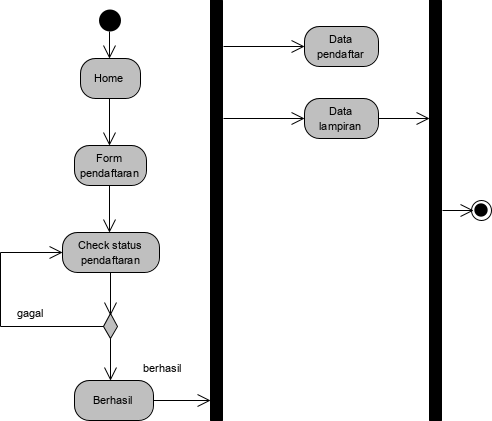 Home
Form
pendaftaran
Check status
pendaftaran
gagal
berhasil
Berhasil
Data
pendaftar
Data
lampiran